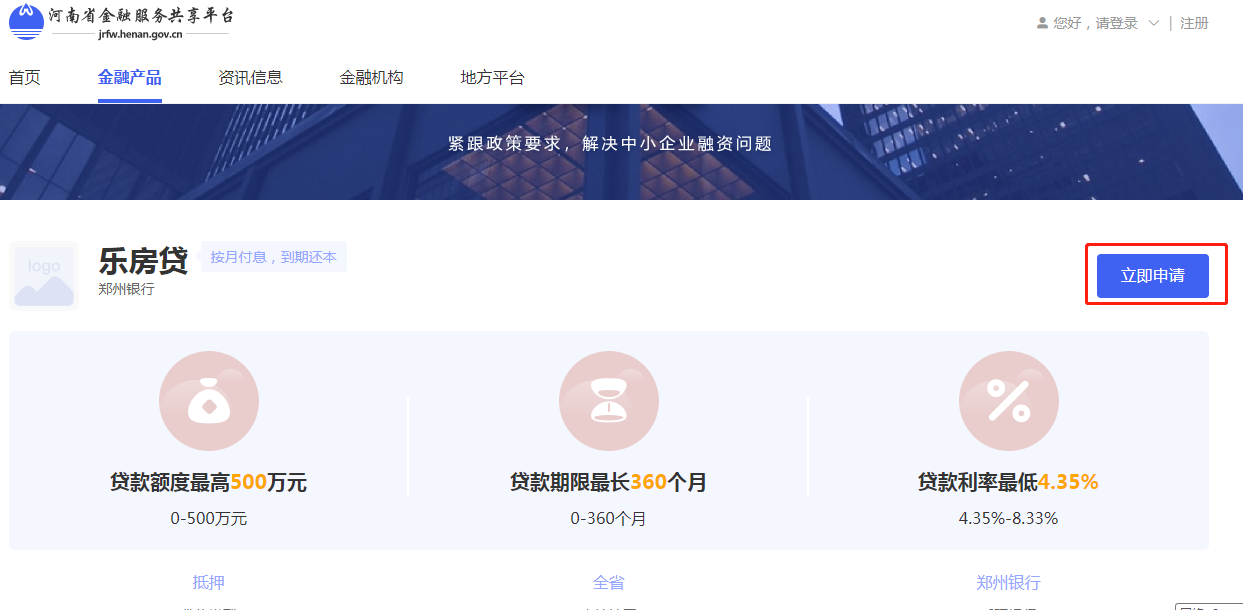 河南省金融服务共享平台
jrfw.henan.gov.cn
您好，请登录 | 注册
首页 金融产品 资讯信息 金融机构 地方平台
紧跟政策要求，解决中小企业融资问题
logo
乐房贷 按月付息，到期还本
郑州银行
立即申请
贷款额度最高500万元 贷款期限最长360个月 贷款利率最低4.35%
0-500万元 0-360个月 4.35%-8.33%
抵押 全省 郑州银行